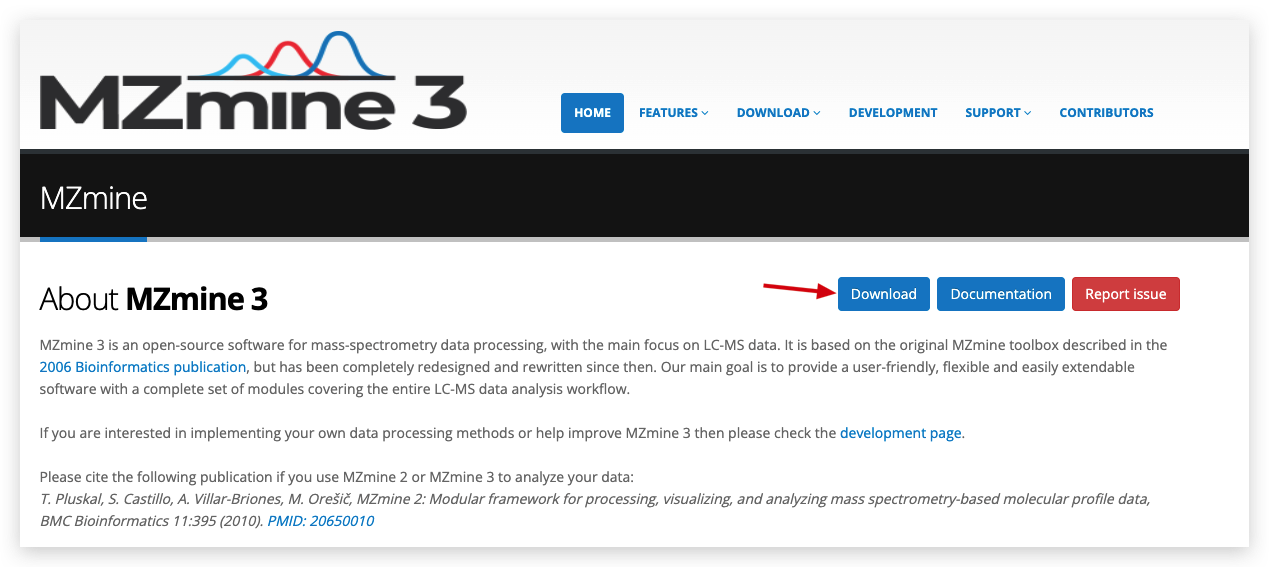 MZmine 3
HOME FEATURES DOWNLOAD DEVELOPMENT SUPPORT CONTRIBUTORS
MZmine
About MZmine 3
Download Documentation Report issue
MZmine 3 is an open-source software for mass-spectrometry data processing, with the main focus on LC-MS data. It is based on the original MZmine toolbox described in the
2006 Bioinformatics publication, but has been completely redesigned and rewritten since then. Our main goal is to provide a user-friendly, flexible and easily extendable
software with a complete set of modules covering the entire LC-MS data analysis workflow.
If you are interested in implementing your own data processing methods or help improve MZmine 3 then please check the development page.
Please cite the following publication if you use MZmine 2 or MZmine 3 to analyze your data:
T. Pluskal, S. Castillo, A. Villar-Briones, M. Orešič, MZmine 2: Modular framework for processing, visualizing, and analyzing mass spectrometry-based molecular profile data,
BMC Bioinformatics 11:395 (2010). PMID: 20650010